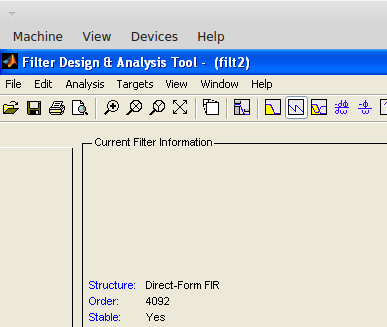 Machine View Devices Help
Filter Design & Analysis Tool - (filt2)
File Edit Analysis Targets View Window Help
Current Filter Information
Structure: Direct-Form FIR
Order: 4092
Stable: Yes